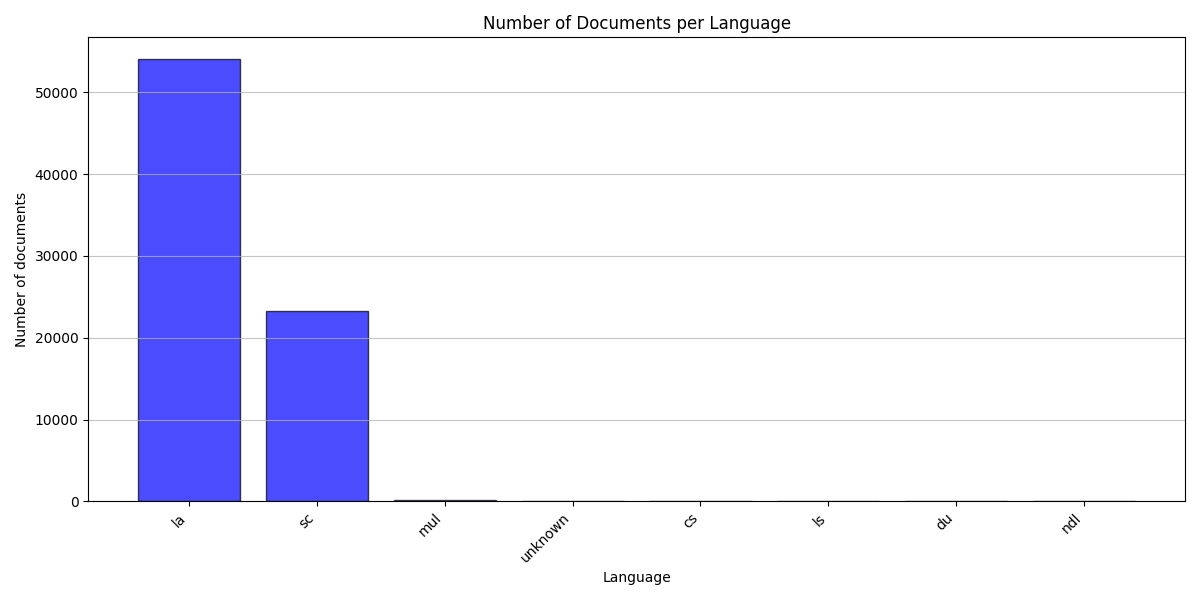 Number of Documents per Language
Number of documents
50000
40000
30000
20000
10000
0
la
sc
mul
unknown
cs
ls
du
ndl
Language